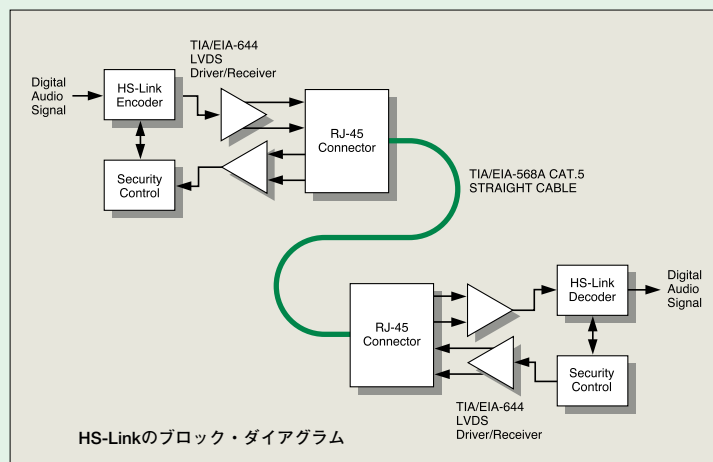 TIA/EIA-644
LVDS
Driver/Receiver
Digital
Audio
Signal
HS-Link
Encoder
RJ-45
Connector
Security
Control
TIA/EIA-568A CAT.5
STRAIGHT CABLE
RJ-45
Connector
HS-Link
Decoder
Digital
Audio
Signal
Security
Control
TIA/EIA-644
LVDS
Driver/Receiver
HS-Linkのブロック・ダイアグラム